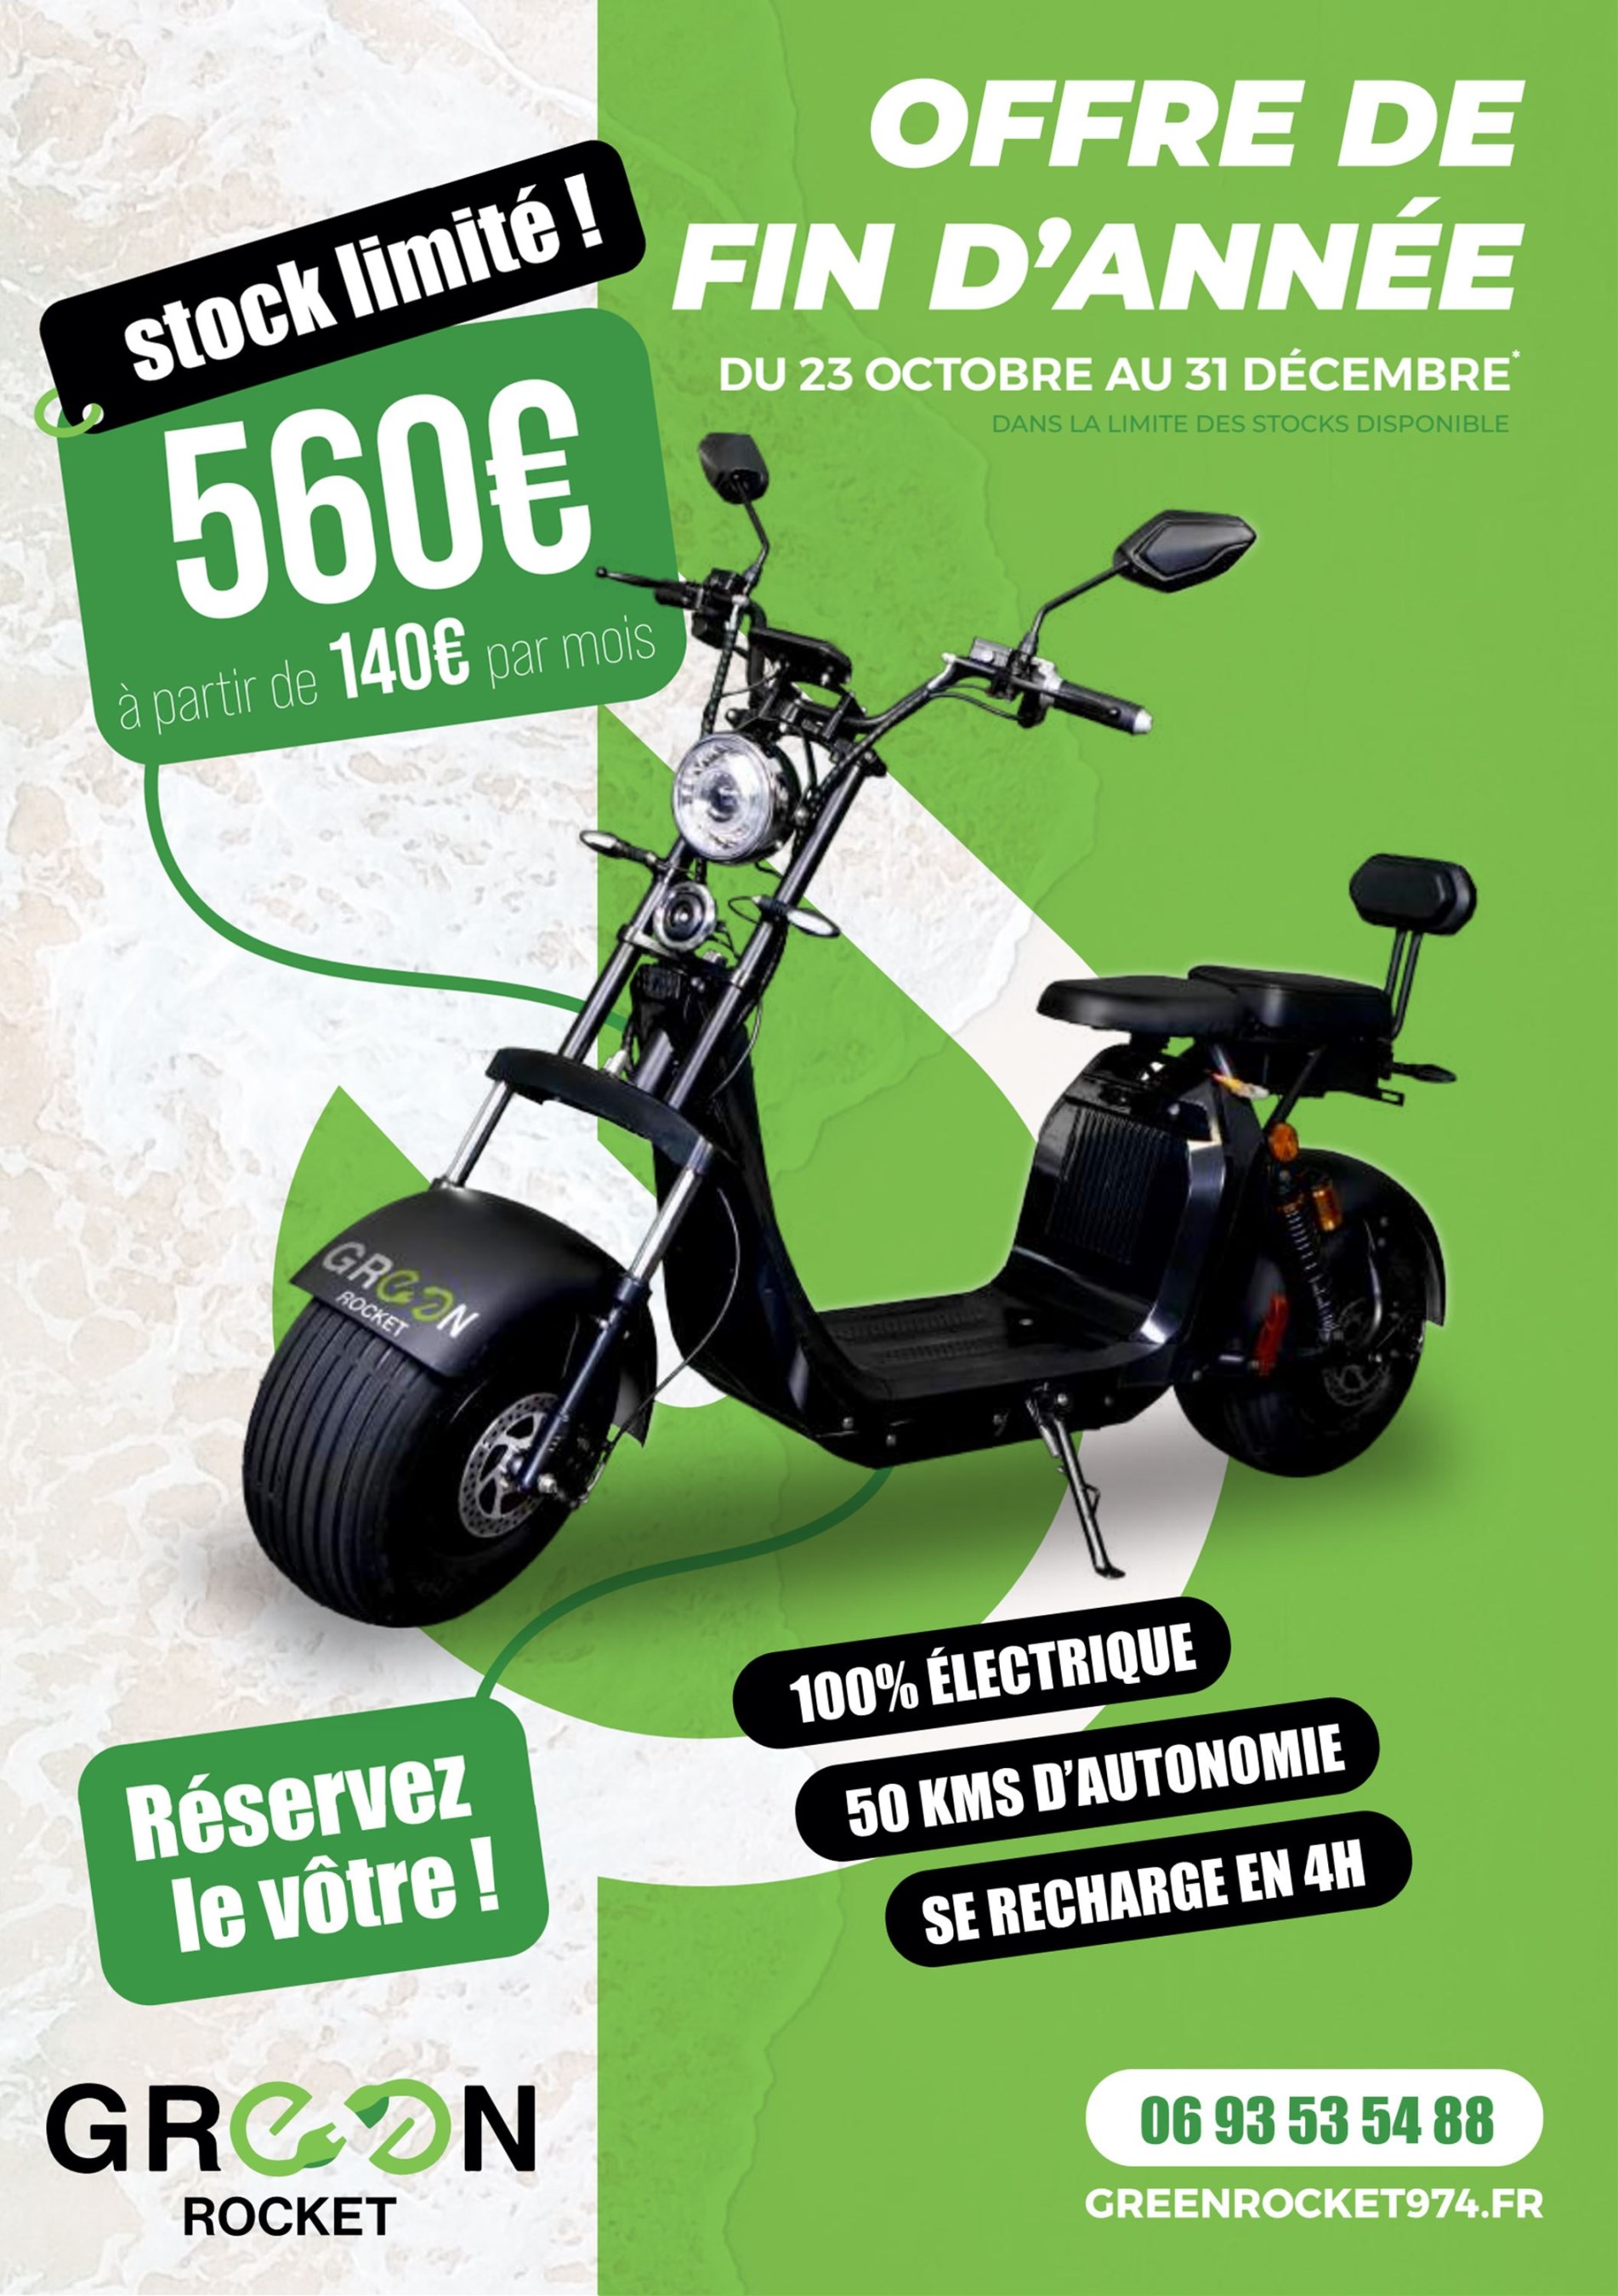 OFFRE DE
FIN D'ANNÉE
DU 23 OCTOBRE AU 31 DÉCEMBRE*
DANS LA LIMITE DES STOCKS DISPONIBLE
stock limité !
560€
à partir de 140€ par mois
GREEN
ROCKET
100% ÉLECTRIQUE
50 KMS D'AUTONOMIE
SE RECHARGE EN 4H
Réservez
le vôtre !
GREEN
ROCKET
06 93 53 54 88
GREENROCKET974.FR